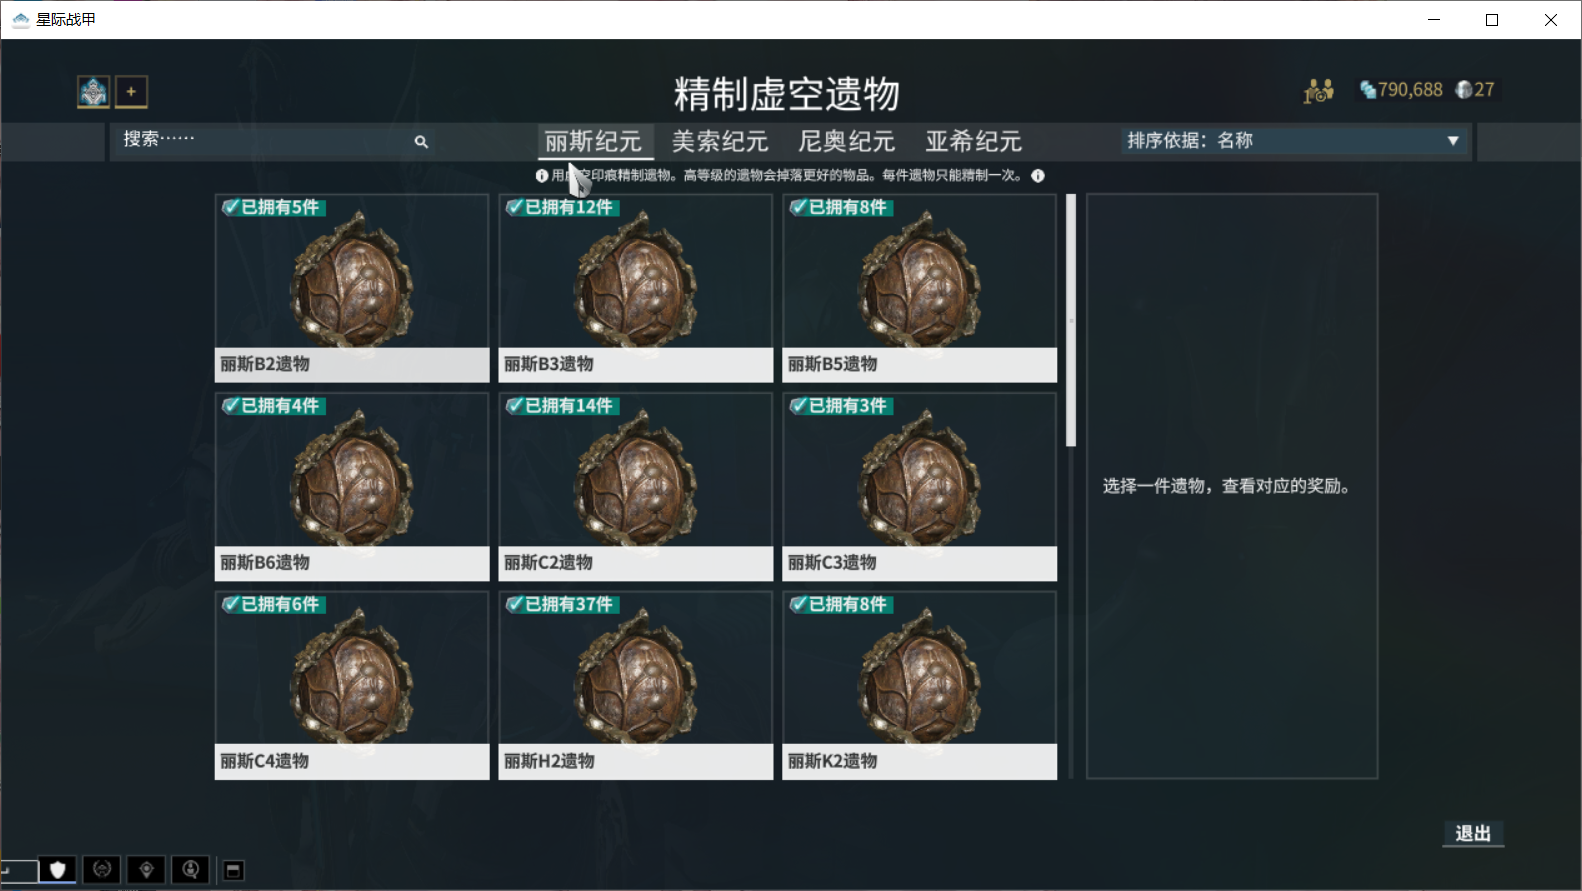 星际战甲
精制虚空遗物
790,688 27
搜索……
丽斯纪元 美索纪元 尼奥纪元 亚希纪元
排序依据：名称
用虚空印痕精制遗物。高等级的遗物会掉落更好的物品。每件遗物只能精制一次。
已拥有5件 已拥有12件 已拥有8件
丽斯B2遗物 丽斯B3遗物 丽斯B5遗物
已拥有4件 已拥有14件 已拥有3件
选择一件遗物，查看对应的奖励。
丽斯B6遗物 丽斯C2遗物 丽斯C3遗物
已拥有6件 已拥有37件 已拥有8件
丽斯C4遗物 丽斯H2遗物 丽斯K2遗物
退出